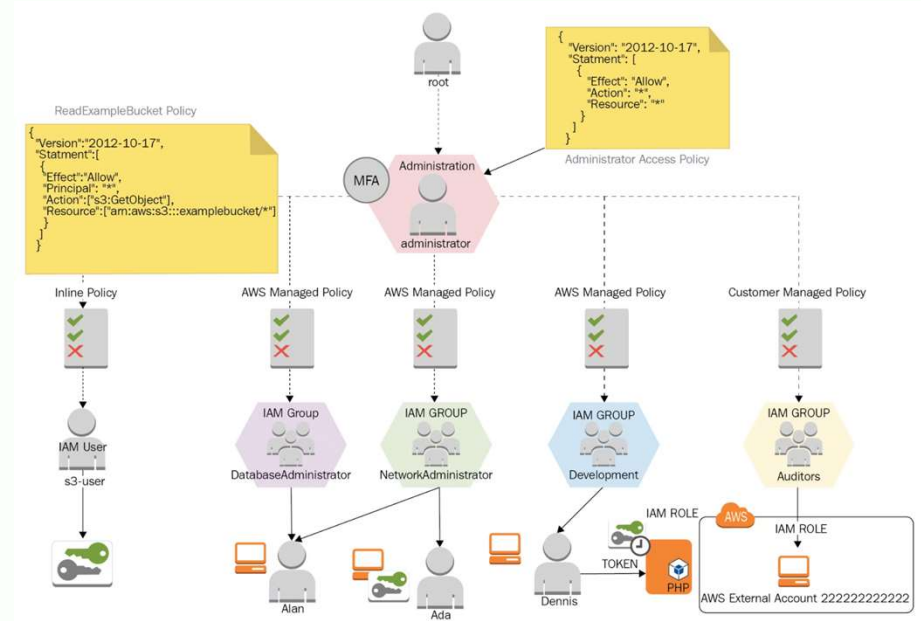 root
{
"Version": "2012-10-17",
"Statment": [
{
"Effect": "Allow",
"Action": "*",
"Resource": "*"
}
]
}
Administrator Access Policy
ReadExampleBucket Policy
{
"Version":"2012-10-17",
"Statment":[
{
"Effect":"Allow",
"Principal": "*",
"Action":["s3:GetObject"],
"Resource":["arn:aws:s3:::examplebucket/*"]
}
]
}
MFA
Administration
administrator
Inline Policy
AWS Managed Policy
AWS Managed Policy
AWS Managed Policy
Customer Managed Policy
IAM User
s3-user
IAM Group
DatabaseAdministrator
IAM GROUP
NetworkAdministrator
IAM GROUP
Development
IAM GROUP
Auditors
Alan
Ada
Dennis
TOKEN
IAM ROLE
PHP
AWS
IAM ROLE
AWS External Account 222222222222